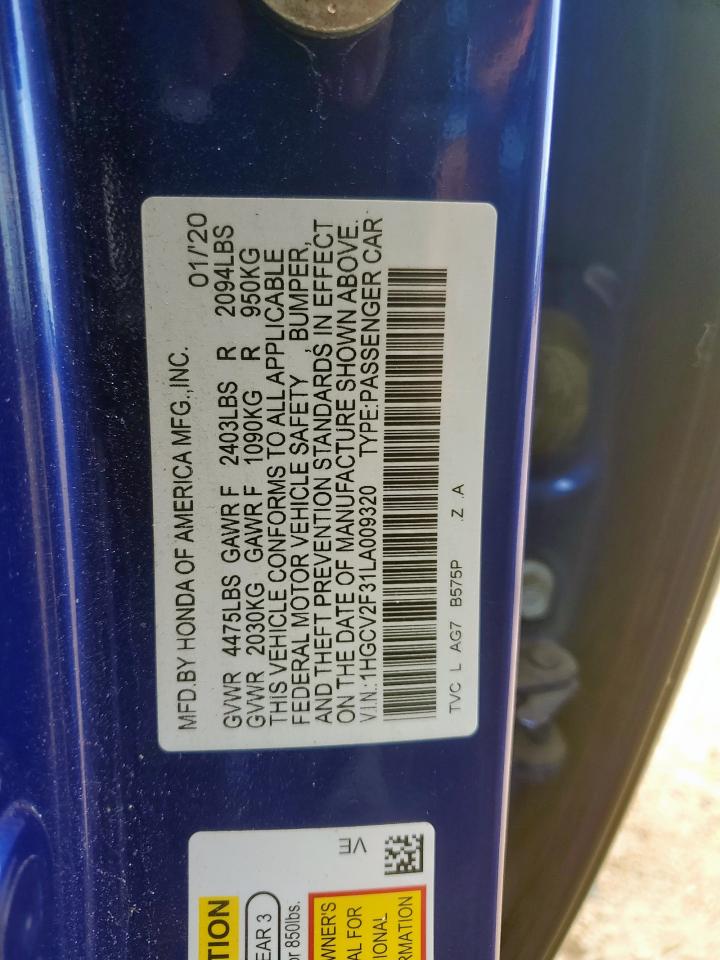 MFD.BY HONDA OF AMERICA MFG.,INC. 01/'20
GVWR 4475LBS GAWR F 2403LBS R 2094LBS
GVWR 2030KG GAWR F 1090KG R 950KG
THIS VEHICLE CONFORMS TO ALL APPLICABLE
FEDERAL MOTOR VEHICLE SAFETY , BUMPER,
AND THEFT PREVENTION STANDARDS IN EFFECT
ON THE DATE OF MANUFACTURE SHOWN ABOVE.
V.I.N.:1HGCV2F31LA009320 TYPE:PASSENGER CAR
TVC L AG7 B575P .Z .A
VE
TION
EAR 3
or 850lbs.
WNER'S
AL FOR
IONAL
RMATION